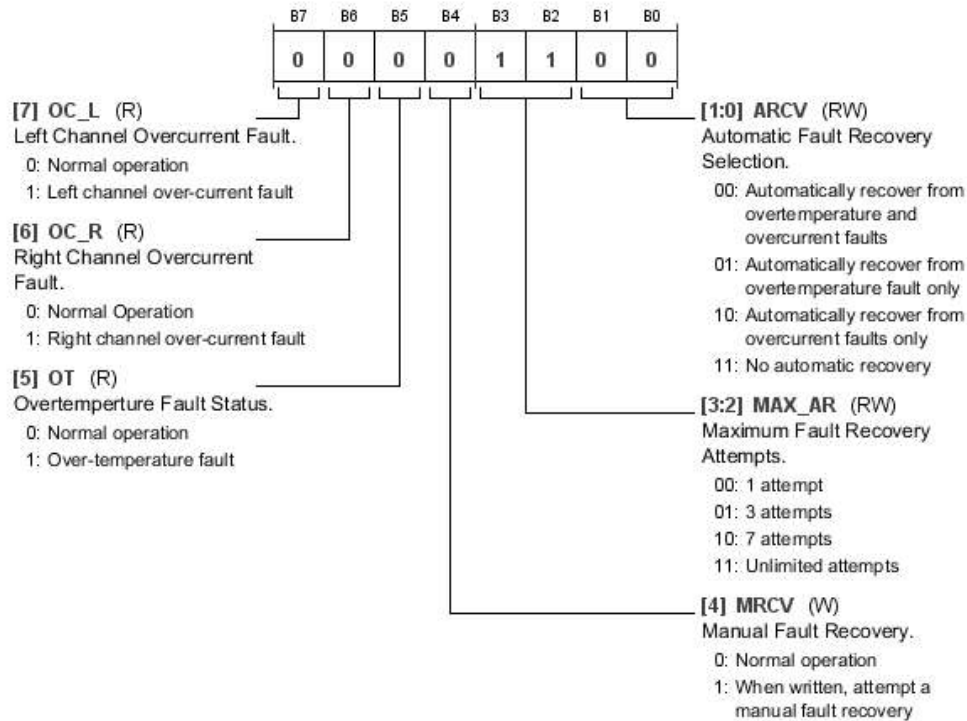 B7 B6 B5 B4 B3 B2 B1 B0
0 0 0 0 1 1 0 0
[7] OC_L (R)
Left Channel Overcurrent Fault.
0: Normal operation
1: Left channel over-current fault
[6] OC_R (R)
Right Channel Overcurrent
Fault.
0: Normal Operation
1: Right channel over-current fault
[5] OT (R)
Overtemperture Fault Status.
0: Normal operation
1: Over-temperature fault
[1:0] ARCV (RW)
Automatic Fault Recovery
Selection.
00: Automatically recover from
overtemperature and
overcurrent faults
01: Automatically recover from
overtemperature fault only
10: Automatically recover from
overcurrent faults only
11: No automatic recovery
[3:2] MAX_AR (RW)
Maximum Fault Recovery
Attempts.
00: 1 attempt
01: 3 attempts
10: 7 attempts
11: Unlimited attempts
[4] MRCV (W)
Manual Fault Recovery.
0: Normal operation
1: When written, attempt a
manual fault recovery